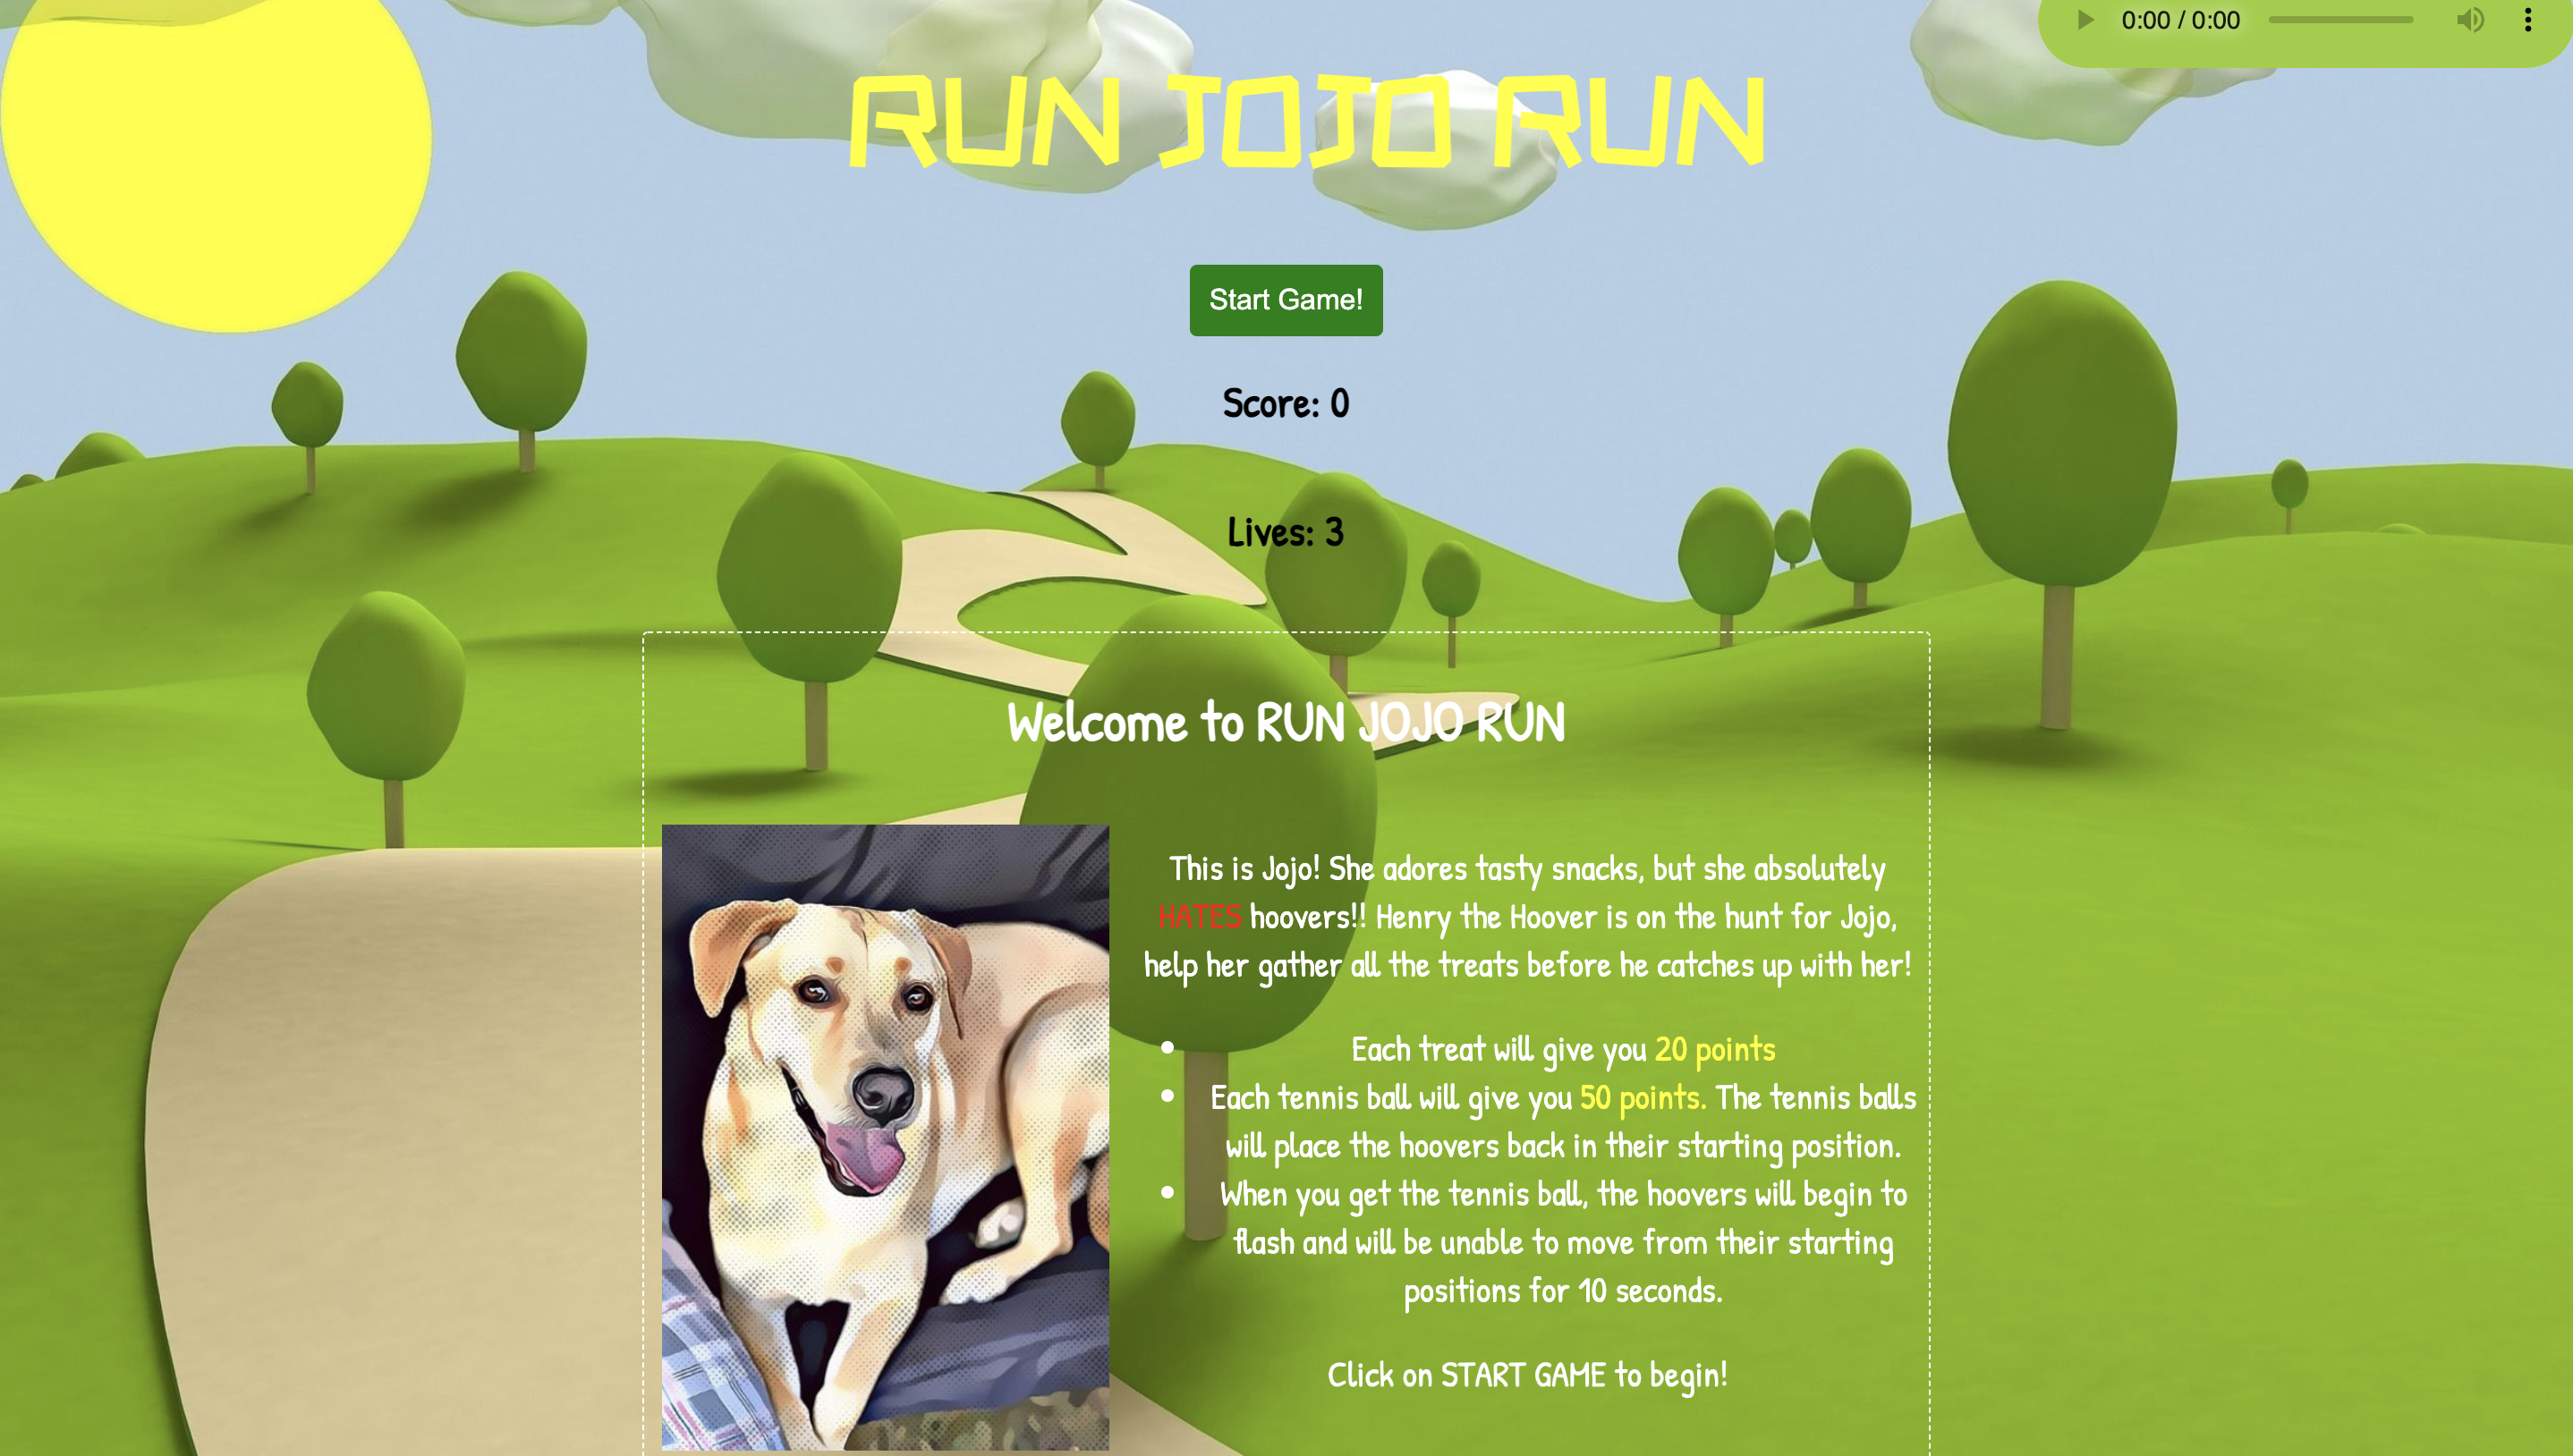 0:00 / 0:00
RUN JOJO RUN
Start Game!
Score: 0
Lives: 3
Welcome to RUN JOJO RUN
This is Jojo! She adores tasty snacks, but she absolutely
HATES hoovers!! Henry the Hoover is on the hunt for Jojo,
help her gather all the treats before he catches up with her!
• Each treat will give you 20 points
• Each tennis ball will give you 50 points. The tennis balls
will place the hoovers back in their starting position.
• When you get the tennis ball, the hoovers will begin to
flash and will be unable to move from their starting
positions for 10 seconds.
Click on START GAME to begin!